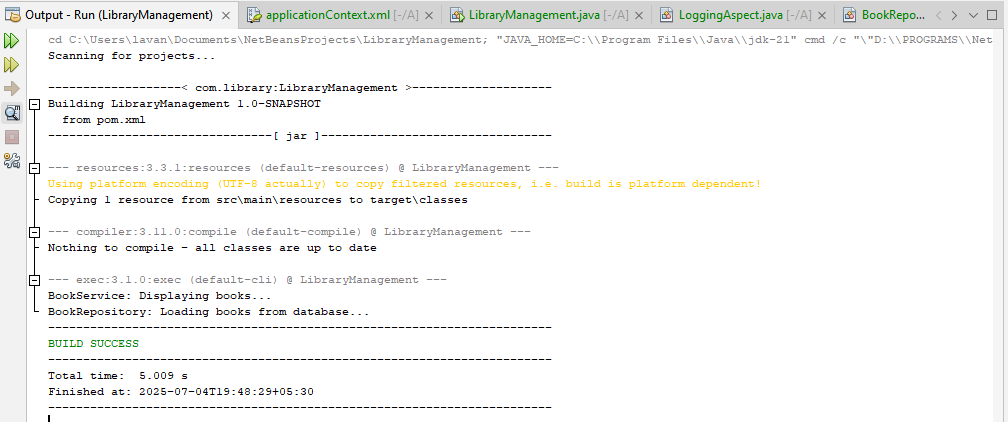 Output - Run (LibraryManagement) × applicationContext.xml [-/A] × LibraryManagement.java [-/A] × LoggingAspect.java [-/A] × BookRepo...
cd C:\Users\lavan\Documents\NetBeansProjects\LibraryManagement; "JAVA_HOME=C:\\Program Files\\Java\\jdk-21" cmd /c "\"D:\\PROGRAMS\\Net
Scanning for projects...
-------------------< com.library:LibraryManagement >--------------------
Building LibraryManagement 1.0-SNAPSHOT
from pom.xml
--------------------------------[ jar ]---------------------------------
--- resources:3.3.1:resources (default-resources) @ LibraryManagement ---
Using platform encoding (UTF-8 actually) to copy filtered resources, i.e. build is platform dependent!
Copying 1 resource from src\main\resources to target\classes
--- compiler:3.11.0:compile (default-compile) @ LibraryManagement ---
Nothing to compile - all classes are up to date
--- exec:3.1.0:exec (default-cli) @ LibraryManagement ---
BookService: Displaying books...
BookRepository: Loading books from database...
------------------------------------------------------------------------
BUILD SUCCESS
------------------------------------------------------------------------
Total time:  5.009 s
Finished at: 2025-07-04T19:48:29+05:30
------------------------------------------------------------------------